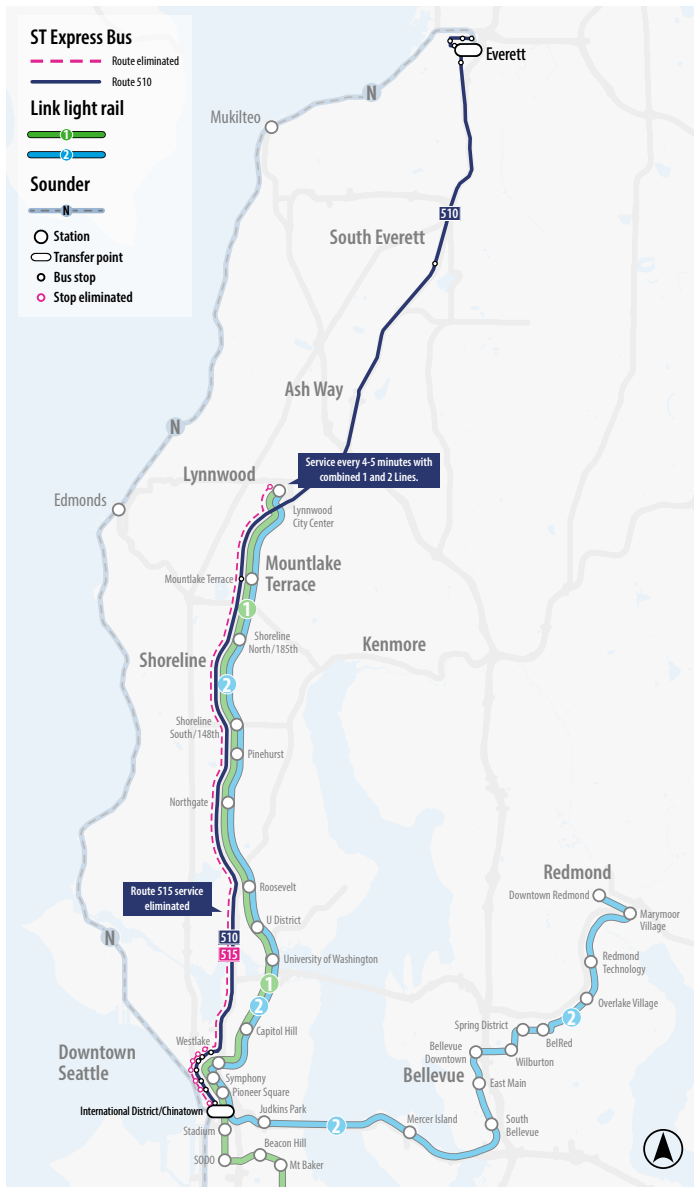 ST Express Bus
Route eliminated
Route 510
Link light rail
1
2
Sounder
N
Station
Transfer point
Bus stop
Stop eliminated
Everett
N
Mukilteo
510
South Everett
Ash Way
N
Service every 4-5 minutes with
combined 1 and 2 Lines.
Lynnwood
Edmonds
Lynnwood
City Center
Mountlake
Terrace
Mountlake Terrace
1
Shoreline
North/185th
Kenmore
Shoreline
2
Shoreline
South/148th
Pinehurst
Northgate
Redmond
Route 515 service
eliminated
Roosevelt
Downtown Redmond
Marymoor
Village
U District
N
510
515
University of Washington
Redmond
Technology
1
2
Overlake Village
2
Capitol Hill
Spring District
BelRed
Westlake
Downtown
Seattle
Bellevue
Downtown
Wilburton
Bellevue
Symphony
Pioneer Square
East Main
International District/Chinatown
Judkins Park
2
Mercer Island
South
Bellevue
Stadium
Beacon Hill
SODO
Mt Baker